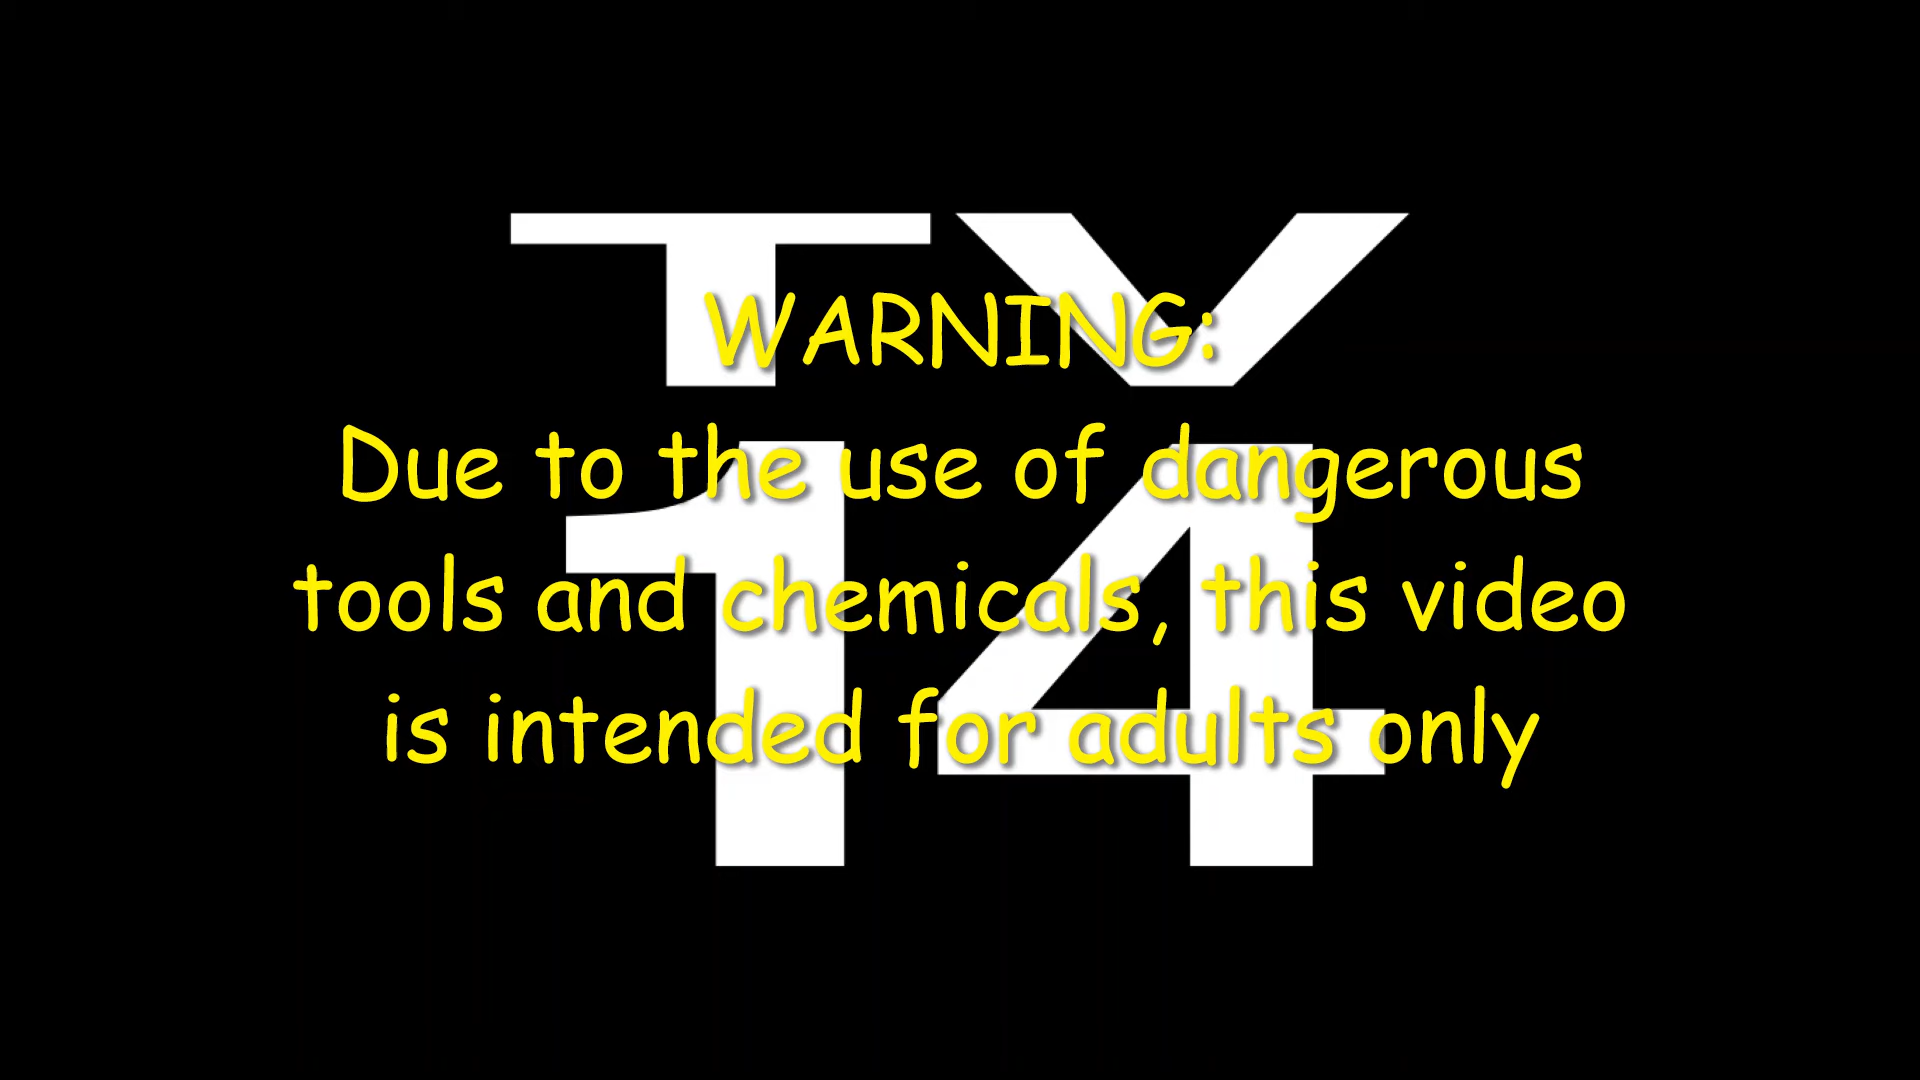 TV
14
WARNING:
Due to the use of dangerous
tools and chemicals, this video
is intended for adults only